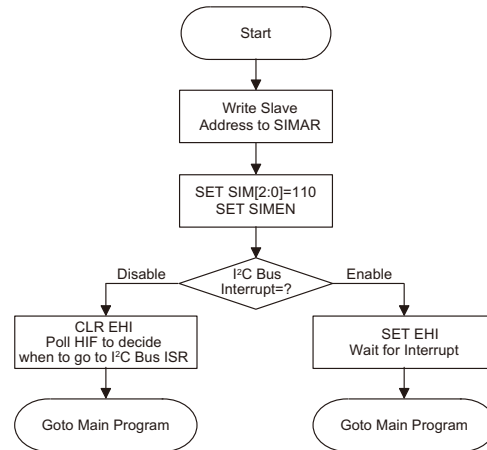 Start
Write Slave
Address to SIMAR
SET SIM[2:0]=110
SET SIMEN
I²C Bus
Interrupt=?
Disable
Enable
CLR EHI
Poll HIF to decide
when to go to I²C Bus ISR
SET EHI
Wait for Interrupt
Goto Main Program
Goto Main Program